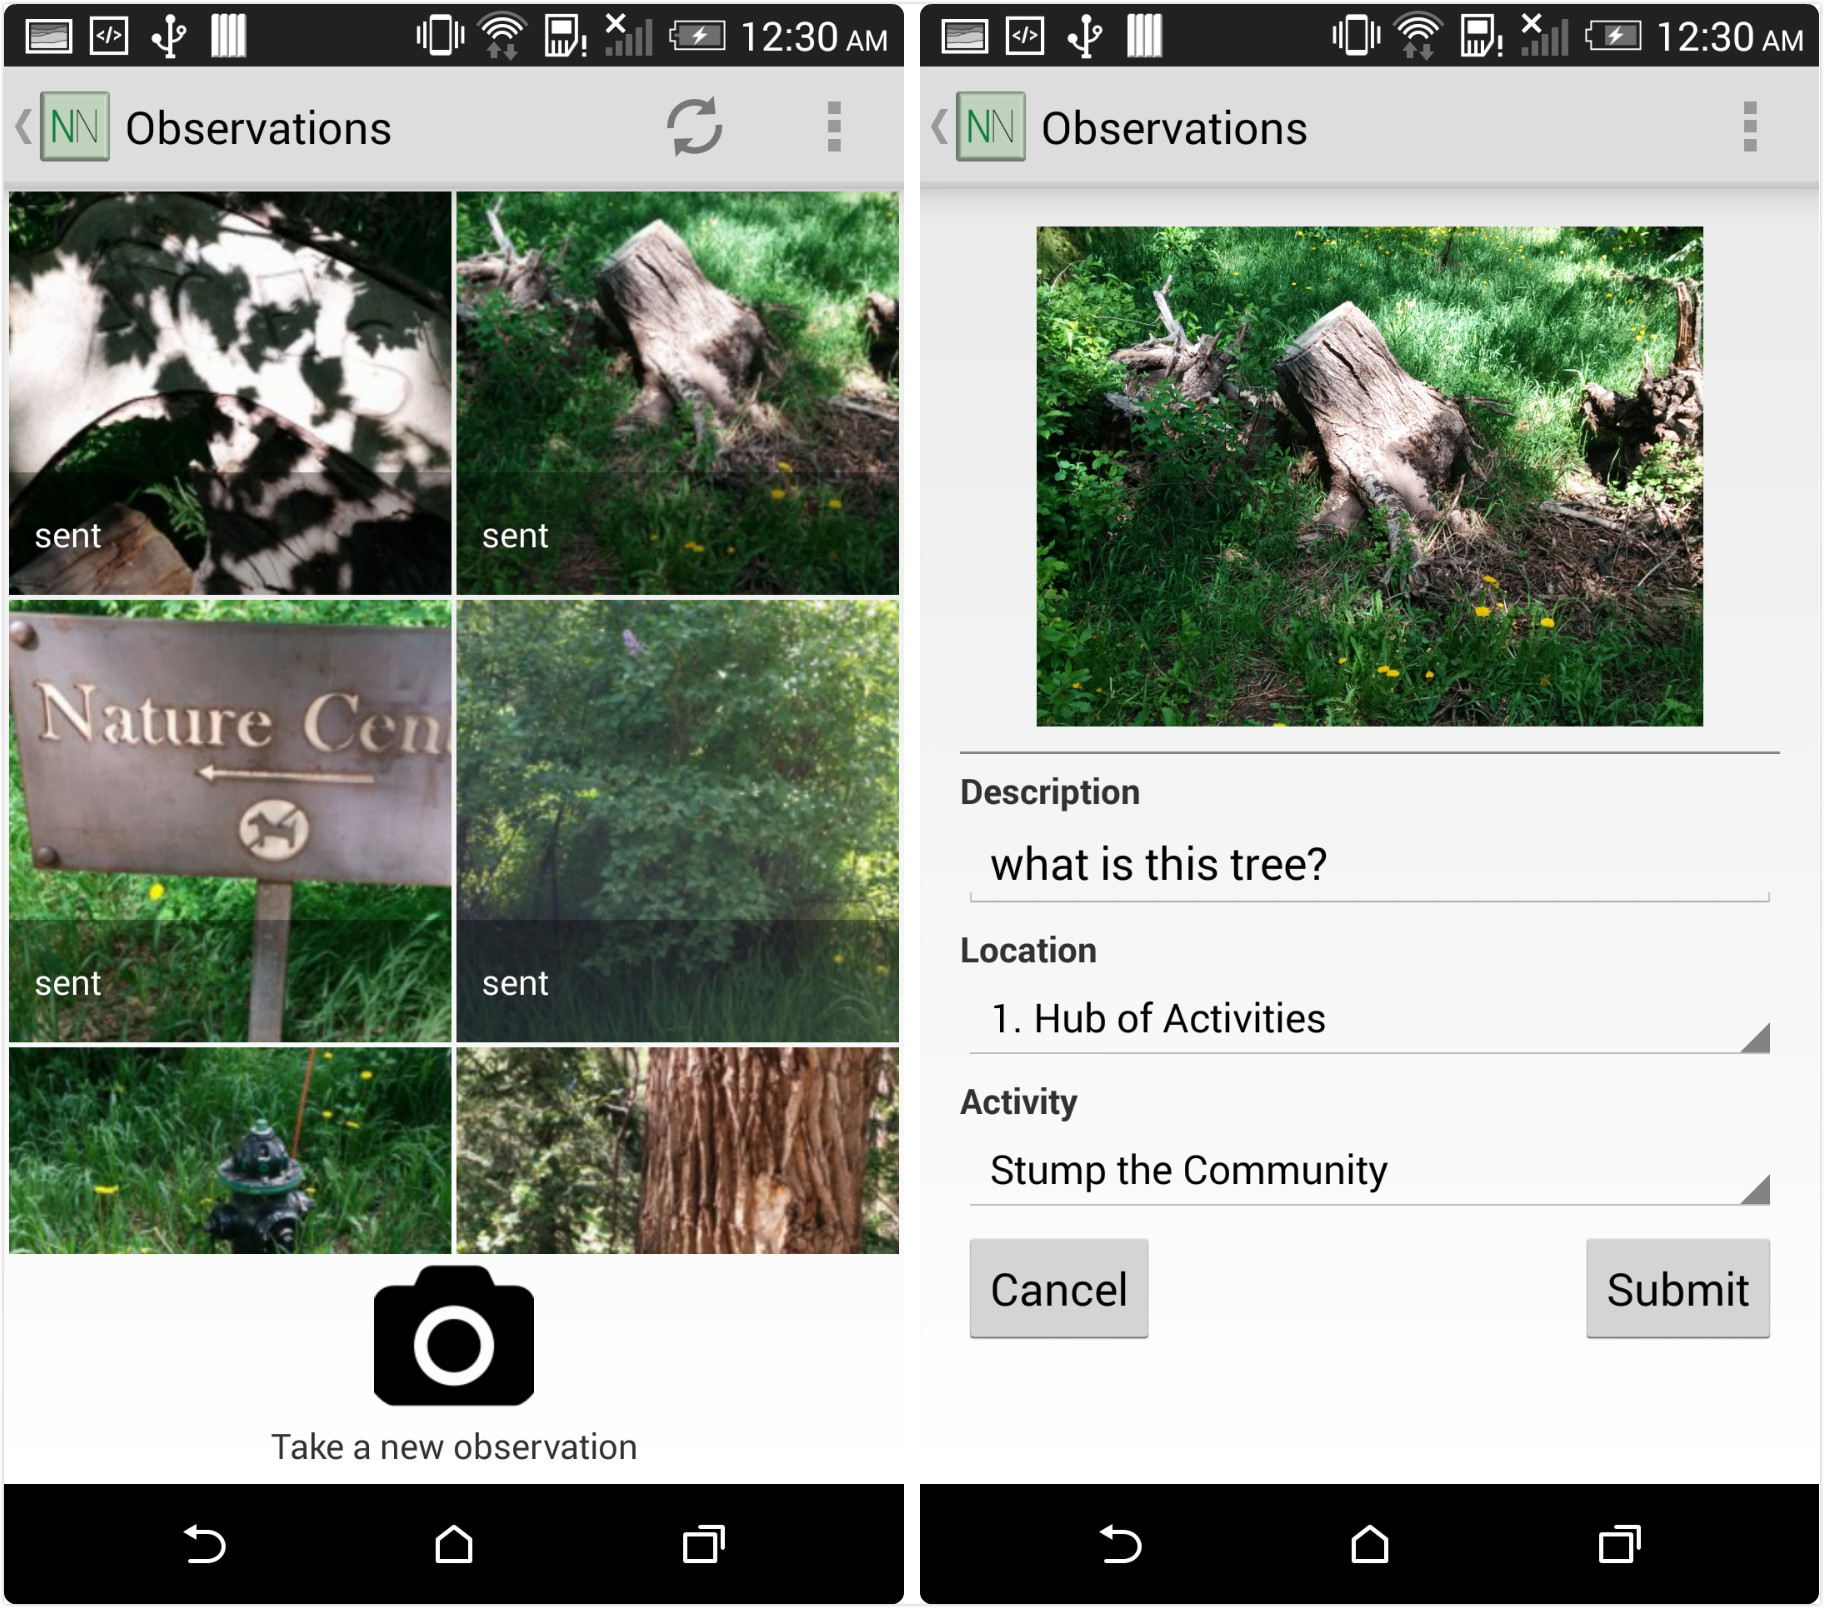 12:30 AM
NN Observations
sent
sent
Nature Cen
sent
sent
Take a new observation
12:30 AM
NN Observations
Description
what is this tree?
Location
1. Hub of Activities
Activity
Stump the Community
Cancel
Submit